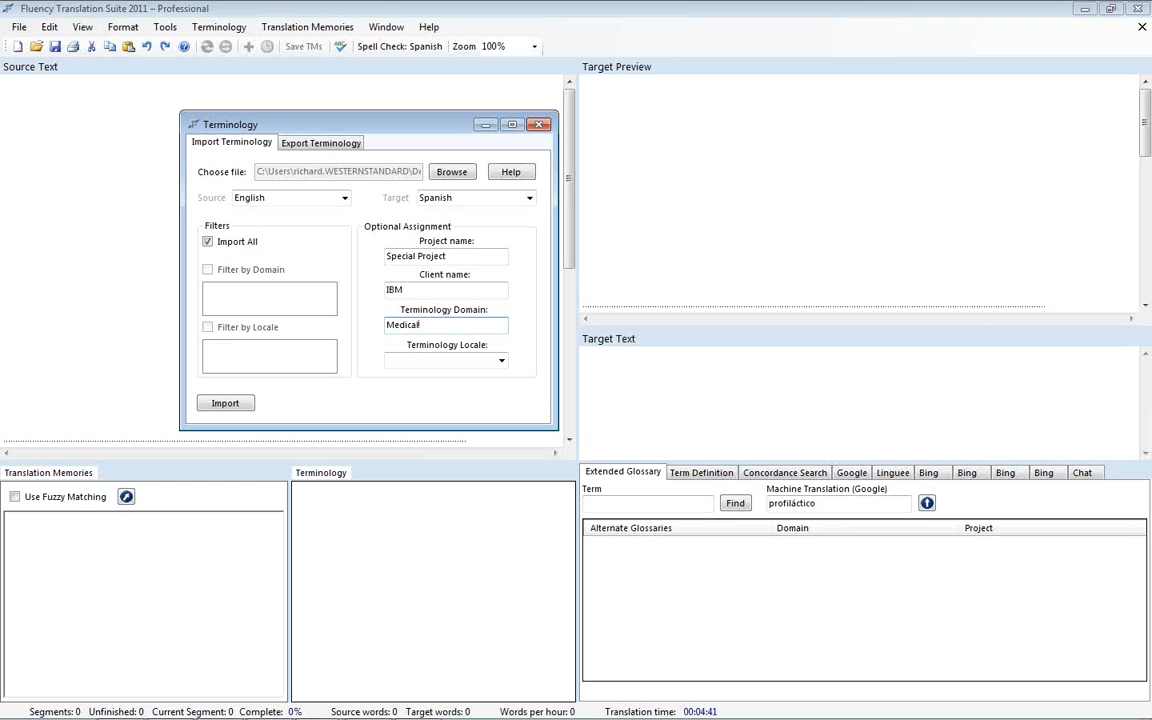 Fluency Translation Suite 2011 – Professional
File Edit View Format Tools Terminology Translation Memories Window Help
Save TMs Spell Check: Spanish Zoom 100%
Source Text
Target Preview
Terminology
Import Terminology Export Terminology
Choose file: C:\Users\richard.WESTERNSTANDARD\De Browse Help
Source English Target Spanish
Filters
Import All
Filter by Domain
Filter by Locale
Optional Assignment
Project name:
Special Project
Client name:
IBM
Terminology Domain:
Medical
Terminology Locale:
Import
Target Text
Translation Memories
Use Fuzzy Matching
Terminology
Extended Glossary Term Definition Concordance Search Google Linguee Bing Bing Bing Bing Chat
Term Machine Translation (Google)
Find profiláctico
Alternate Glossaries Domain Project
Segments: 0 Unfinished: 0 Current Segment: 0 Complete: 0% Source words: 0 Target words: 0 Words per hour: 0 Translation time: 00:04:41